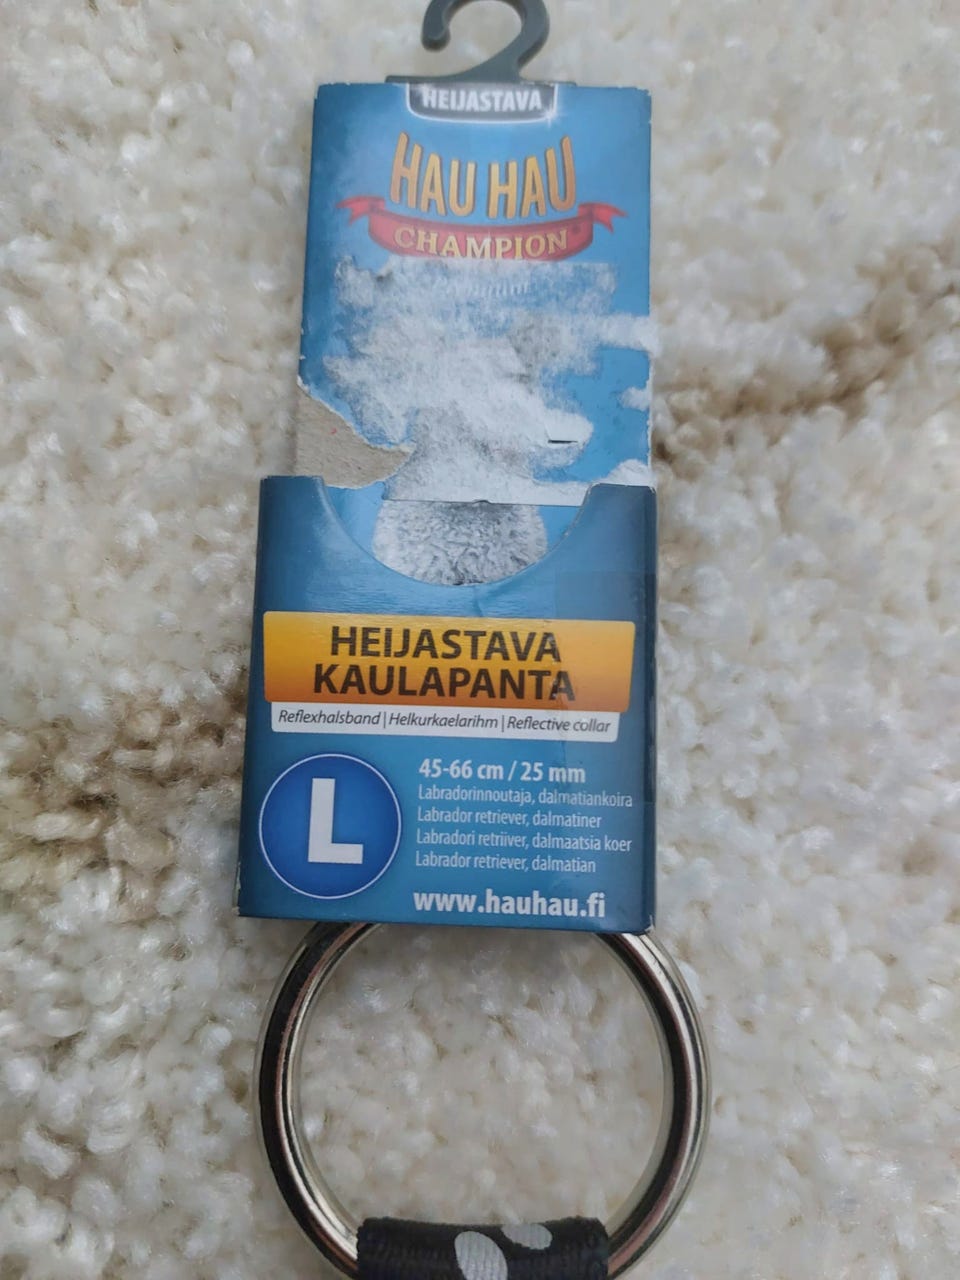 HEIJASTAVA
HAU HAU
CHAMPION
HEIJASTAVA
KAULAPANTA
Reflexhalsband | Helkurkaelarihm | Reflective collar
L
45-66 cm / 25 mm
Labradorinnoutaja, dalmatiankoira
Labrador retriever, dalmatiner
Labradori retriiver, dalmaatsia koer
Labrador retriever, dalmatian
www.hauhau.fi